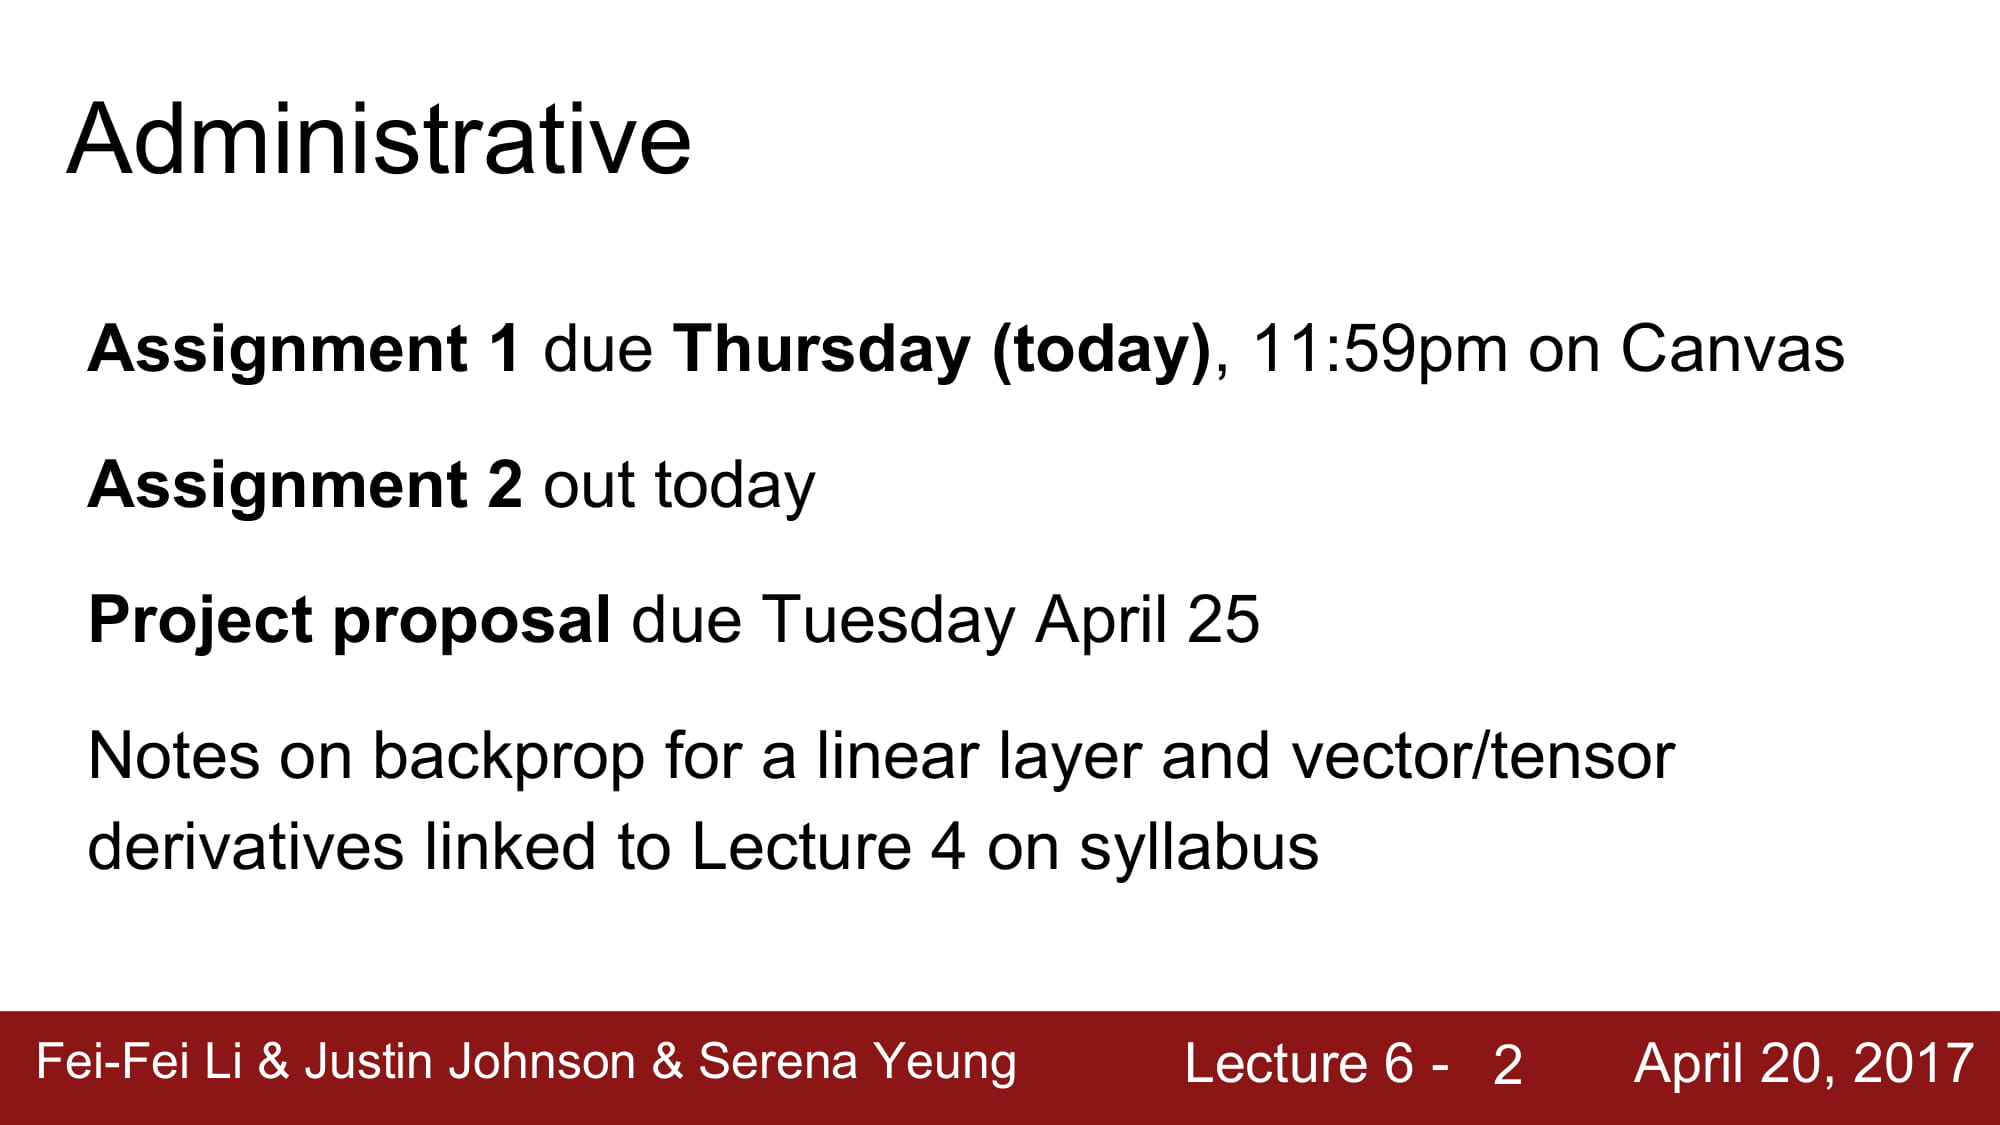 Administrative
Assignment 1 due Thursday (today), 11:59pm on Canvas
Assignment 2 out today
Project proposal due Tuesday April 25
Notes on backprop for a linear layer and vector/tensor
derivatives linked to Lecture 4 on syllabus
Fei-Fei Li & Justin Johnson & Serena Yeung Lecture 6 - 2 April 20, 2017